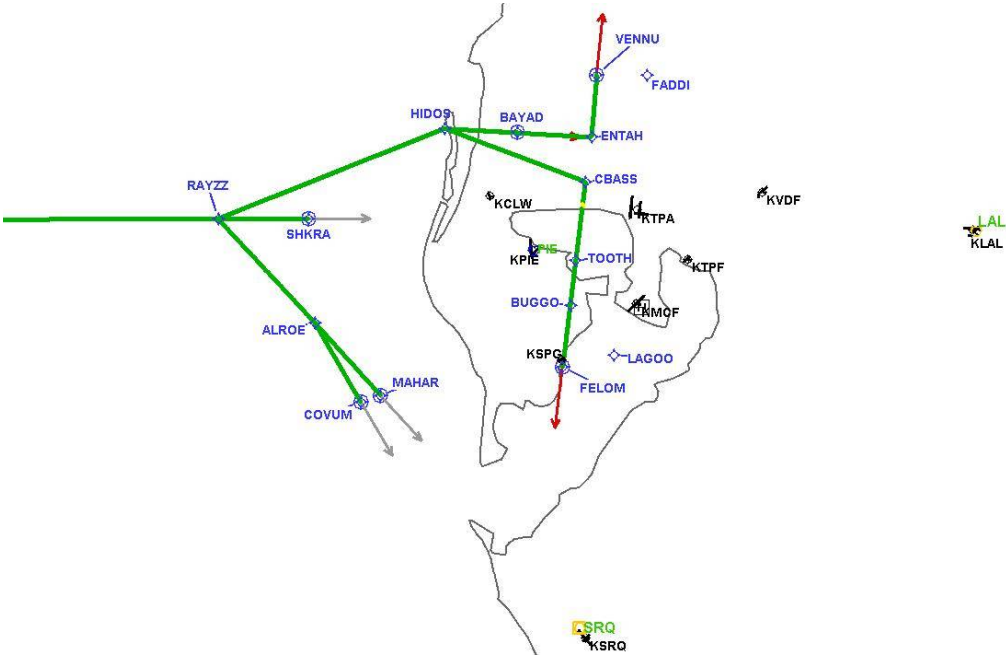 VENNU
FADDI
HIDOS
BAYAD
ENTAH
CBASS
RAYZZ
KCLW
KVDF
KTPA
SHKRA
LAL
KLAL
PIE
KPIE
TOOTH
KTPF
BUGGO
KMCF
ALROE
KSPG
LAGOO
MAHAR
FELOM
COVUM
SRQ
KSRQ